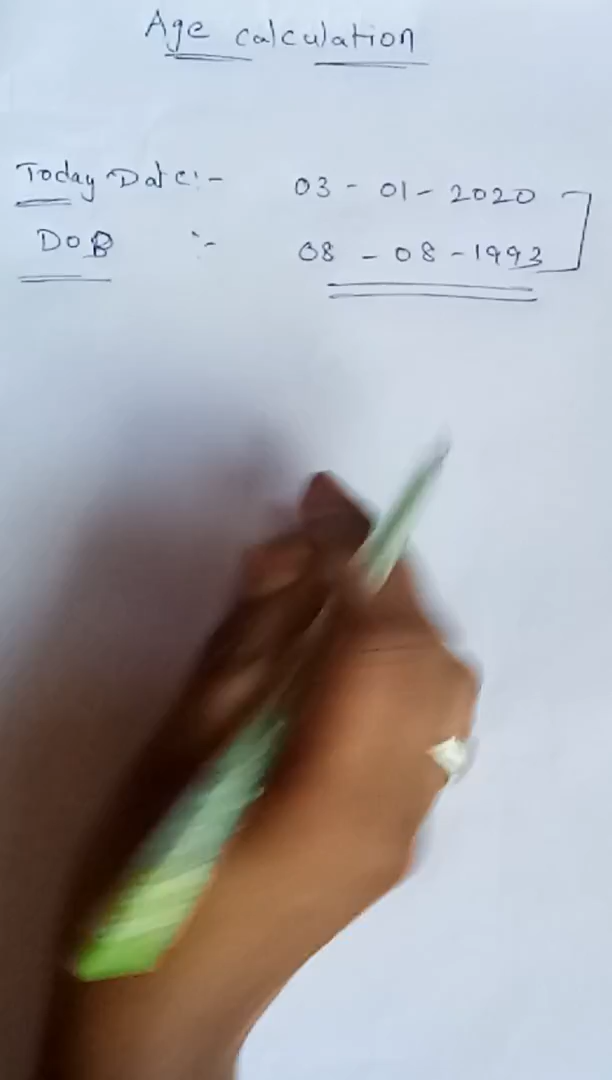 Age calculation
Today Date:- 03 - 01 - 2020
DOB :- 08 - 08 - 1993